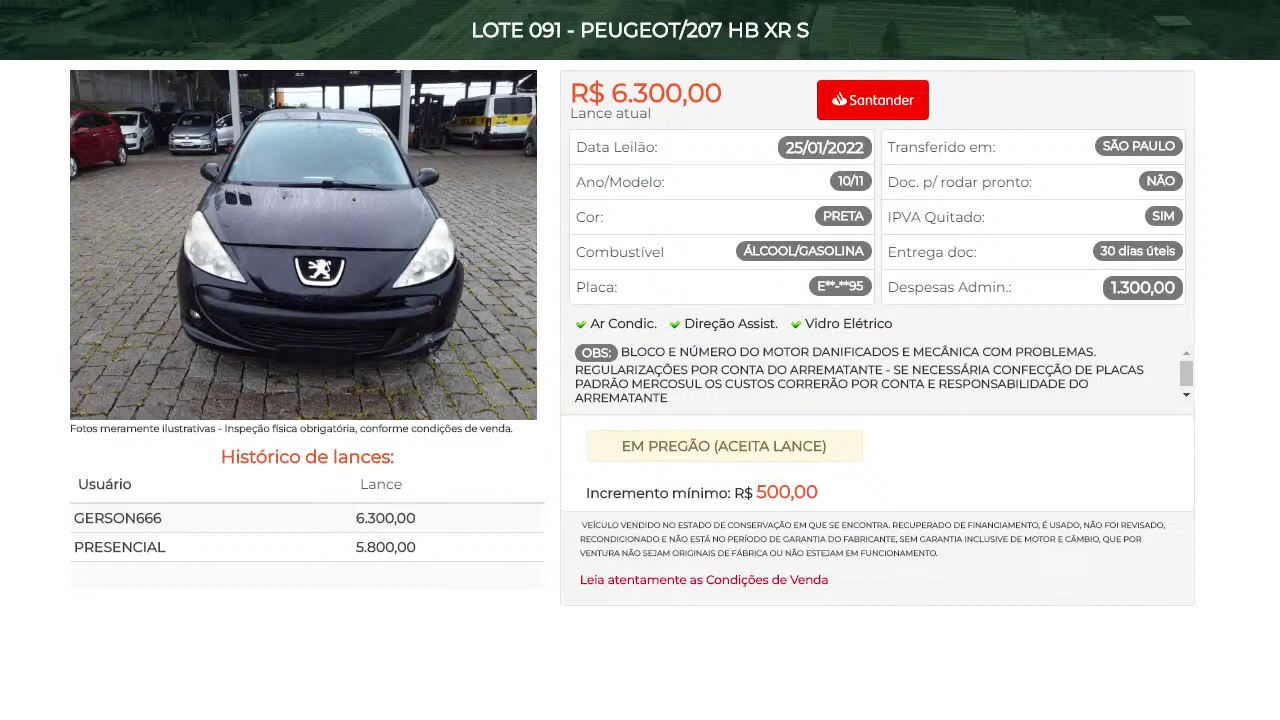 LOTE 091 - PEUGEOT/207 HB XR S
R$ 6.300,00
Lance atual
Santander
Data Leilão: 25/01/2022
Ano/Modelo: 10/11
Cor: PRETA
Combustível ÁLCOOL/GASOLINA
Placa: E**-**95
Transferido em: SÃO PAULO
Doc. p/ rodar pronto: NÃO
IPVA Quitado: SIM
Entrega doc: 30 dias úteis
Despesas Admin.: 1.300,00
Ar Condic. Direção Assist. Vidro Elétrico
OBS: BLOCO E NÚMERO DO MOTOR DANIFICADOS E MECÂNICA COM PROBLEMAS.
REGULARIZAÇÕES POR CONTA DO ARREMATANTE - SE NECESSÁRIA CONFECÇÃO DE PLACAS
PADRÃO MERCOSUL OS CUSTOS CORRERÃO POR CONTA E RESPONSABILIDADE DO
ARREMATANTE
Fotos meramente ilustrativas - Inspeção física obrigatória, conforme condições de venda.
Histórico de lances:
Usuário Lance
GERSON666 6.300,00
PRESENCIAL 5.800,00
EM PREGÃO (ACEITA LANCE)
Incremento mínimo: R$ 500,00
VEÍCULO VENDIDO NO ESTADO DE CONSERVAÇÃO EM QUE SE ENCONTRA. RECUPERADO DE FINANCIAMENTO, É USADO, NÃO FOI REVISADO,
RECONDICIONADO E NÃO ESTÁ NO PERÍODO DE GARANTIA DO FABRICANTE, SEM GARANTIA INCLUSIVE DE MOTOR E CÂMBIO, QUE POR
VENTURA NÃO SEJAM ORIGINAIS DE FÁBRICA OU NÃO ESTEJAM EM FUNCIONAMENTO.
Leia atentamente as Condições de Venda